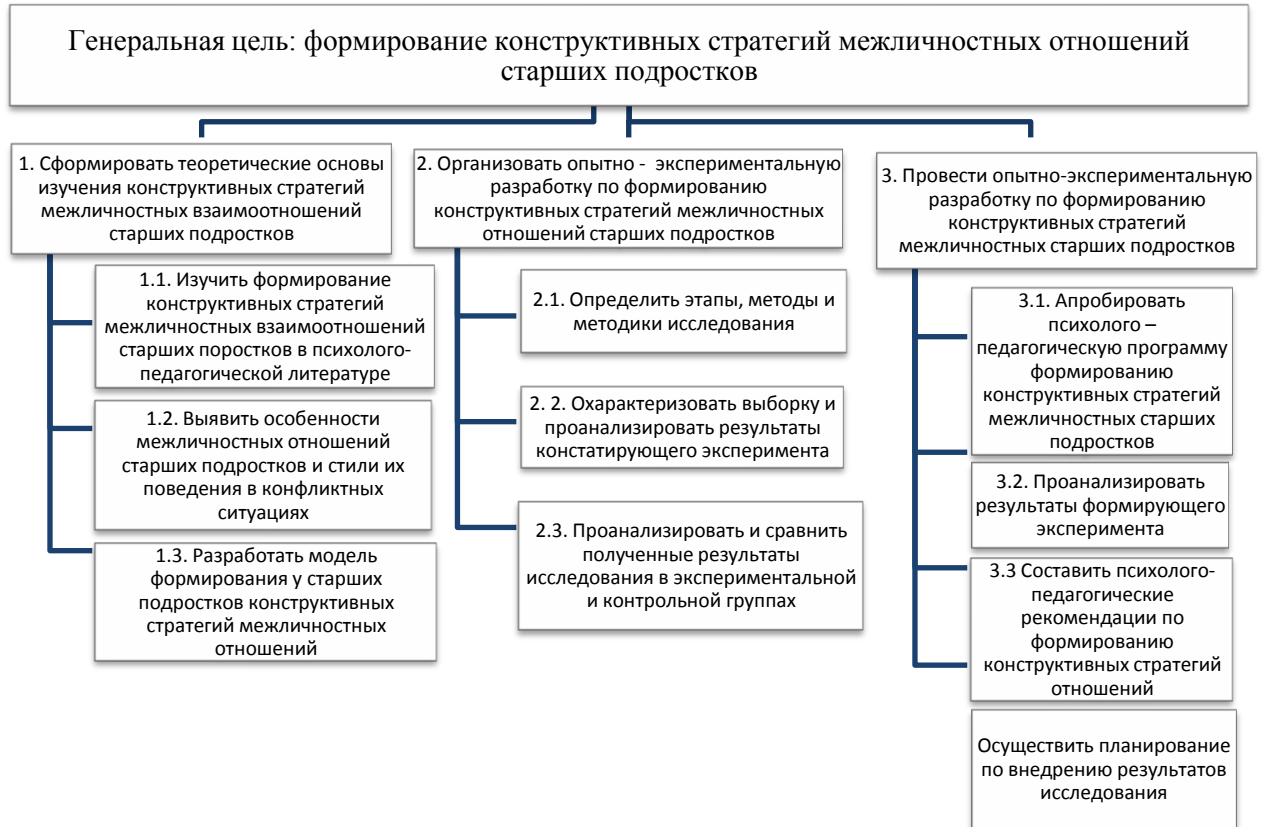 Генеральная цель: формирование конструктивных стратегий межличностных отношений
старших подростков
1. Сформировать теоретические основы
изучения конструктивных стратегий
межличностных взаимоотношений
старших подростков
1.1. Изучить формирование
конструктивных стратегий
межличностных взаимоотношений
старших поростков в психолого-
педагогической литературе
1.2. Выявить особенности
межличностных отношений
старших подростков и стили их
поведения в конфликтных
ситуациях
1.3. Разработать модель
формирования у старших
подростков конструктивных
стратегий межличностных
отношений
2. Организовать опытно - экспериментальную
разработку по формированию
конструктивных стратегий межличностных
отношений старших подростков
2.1. Определить этапы, методы и
методики исследования
2. 2. Охарактеризовать выборку и
проанализировать результаты
констатирующего эксперимента
2.3. Проанализировать и сравнить
полученные результаты
исследования в экспериментальной
и контрольной группах
3. Провести опытно-экспериментальную
разработку по формированию
конструктивных стратегий
межличностных старших подростков
3.1. Апробировать
психолого –
педагогическую программу
формированию
конструктивных стратегий
межличностных старших
подростков
3.2. Проанализировать
результаты формирующего
эксперимента
3.3 Составить психолого-
педагогические
рекомендации по
формированию
конструктивных стратегий
отношений
Осуществить планирование
по внедрению результатов
исследования